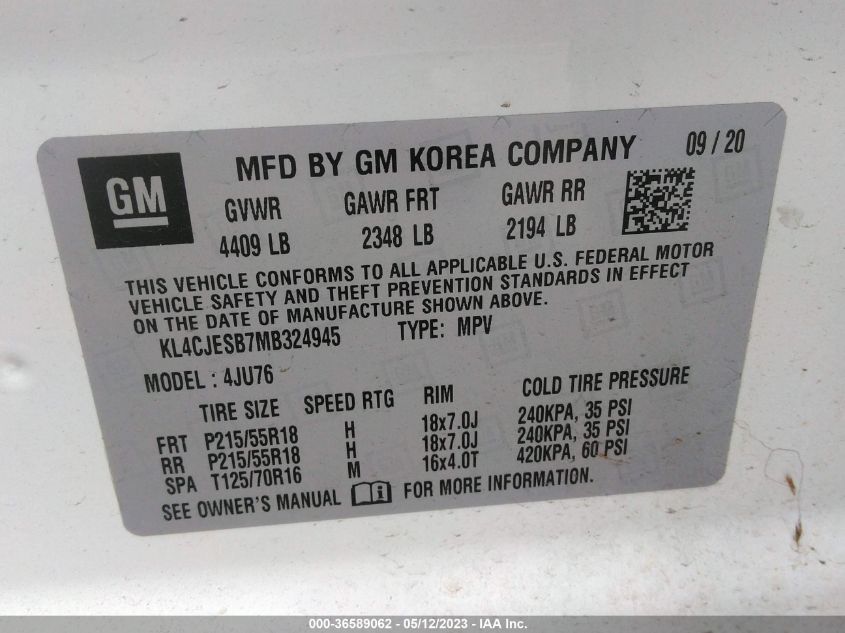 GM
MFD BY GM KOREA COMPANY 09 / 20
GVWR GAWR FRT GAWR RR
4409 LB 2348 LB 2194 LB
THIS VEHICLE CONFORMS TO ALL APPLICABLE U.S. FEDERAL MOTOR
VEHICLE SAFETY AND THEFT PREVENTION STANDARDS IN EFFECT
ON THE DATE OF MANUFACTURE SHOWN ABOVE.
KL4CJESB7MB324945 TYPE: MPV
MODEL : 4JU76
TIRE SIZE SPEED RTG RIM COLD TIRE PRESSURE
FRT P215/55R18 H 18x7.0J 240KPA, 35 PSI
RR P215/55R18 H 18x7.0J 240KPA, 35 PSI
SPA T125/70R16 M 16x4.0T 420KPA, 60 PSI
SEE OWNER'S MANUAL i FOR MORE INFORMATION.
000-36589062 - 05/12/2023 - IAA Inc.